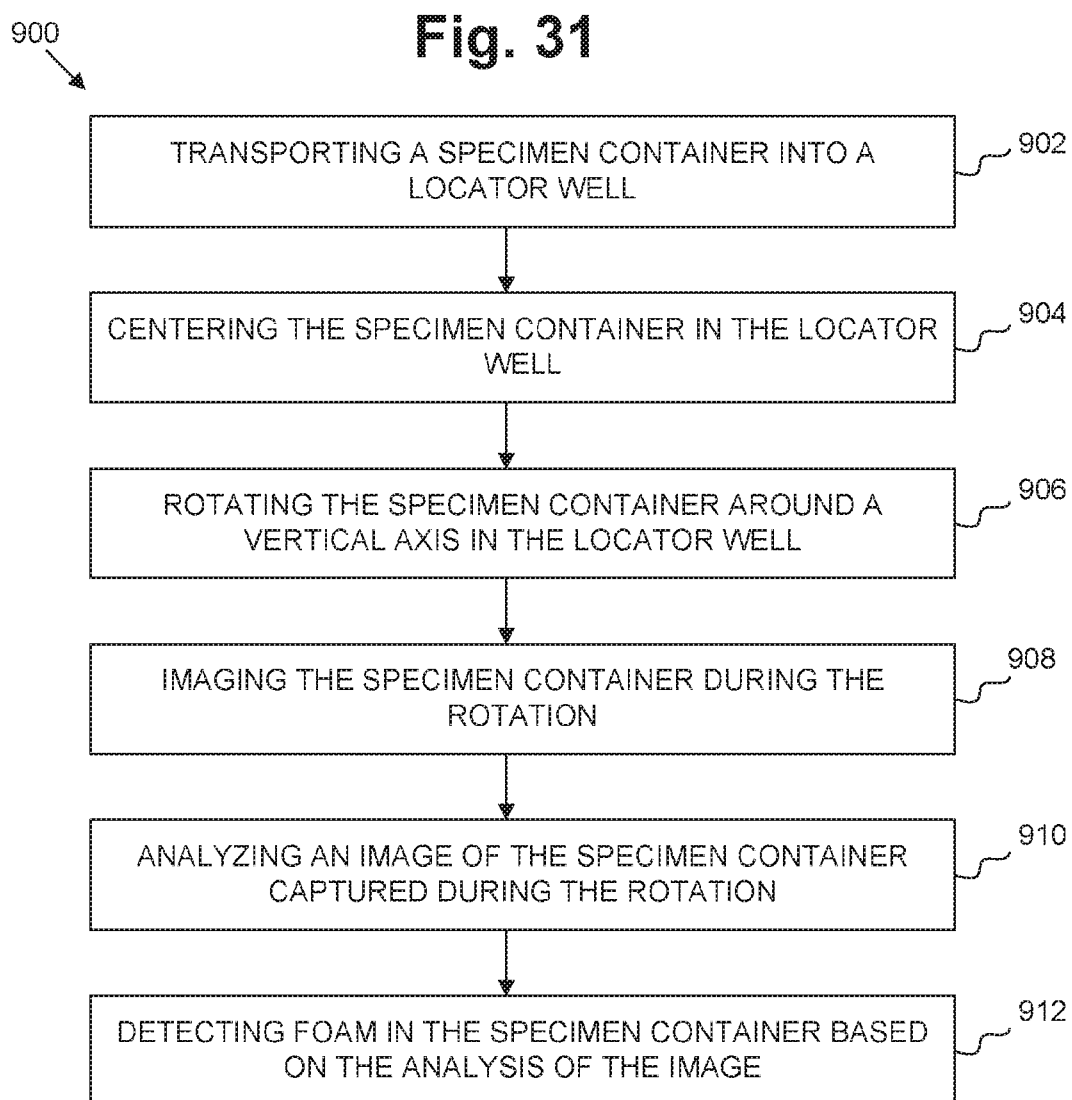 900
Fig. 31
TRANSPORTING A SPECIMEN CONTAINER INTO A
LOCATOR WELL
902
CENTERING THE SPECIMEN CONTAINER IN THE LOCATOR
WELL
904
ROTATING THE SPECIMEN CONTAINER AROUND A
VERTICAL AXIS IN THE LOCATOR WELL
906
IMAGING THE SPECIMEN CONTAINER DURING THE
ROTATION
908
ANALYZING AN IMAGE OF THE SPECIMEN CONTAINER
CAPTURED DURING THE ROTATION
910
DETECTING FOAM IN THE SPECIMEN CONTAINER BASED
ON THE ANALYSIS OF THE IMAGE
912